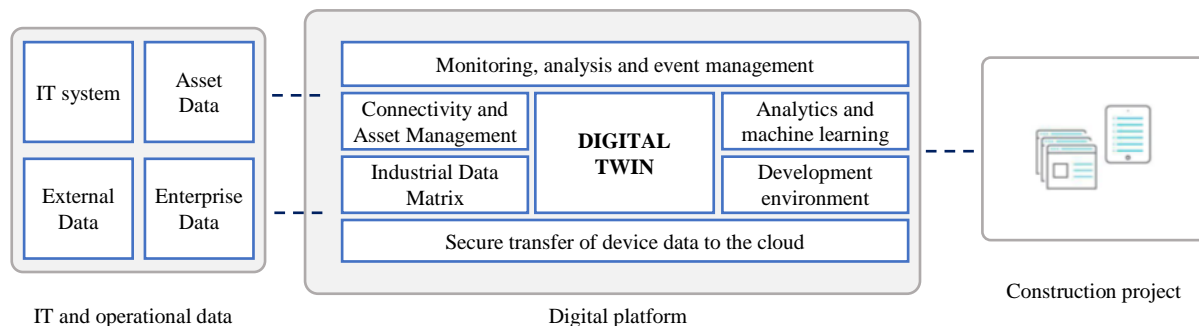 IT system
Asset
Data
External
Data
Enterprise
Data
IT and operational data
Monitoring, analysis and event management
Connectivity and
Asset Management
Industrial Data
Matrix
DIGITAL
TWIN
Analytics and
machine learning
Development
environment
Secure transfer of device data to the cloud
Digital platform
Construction project